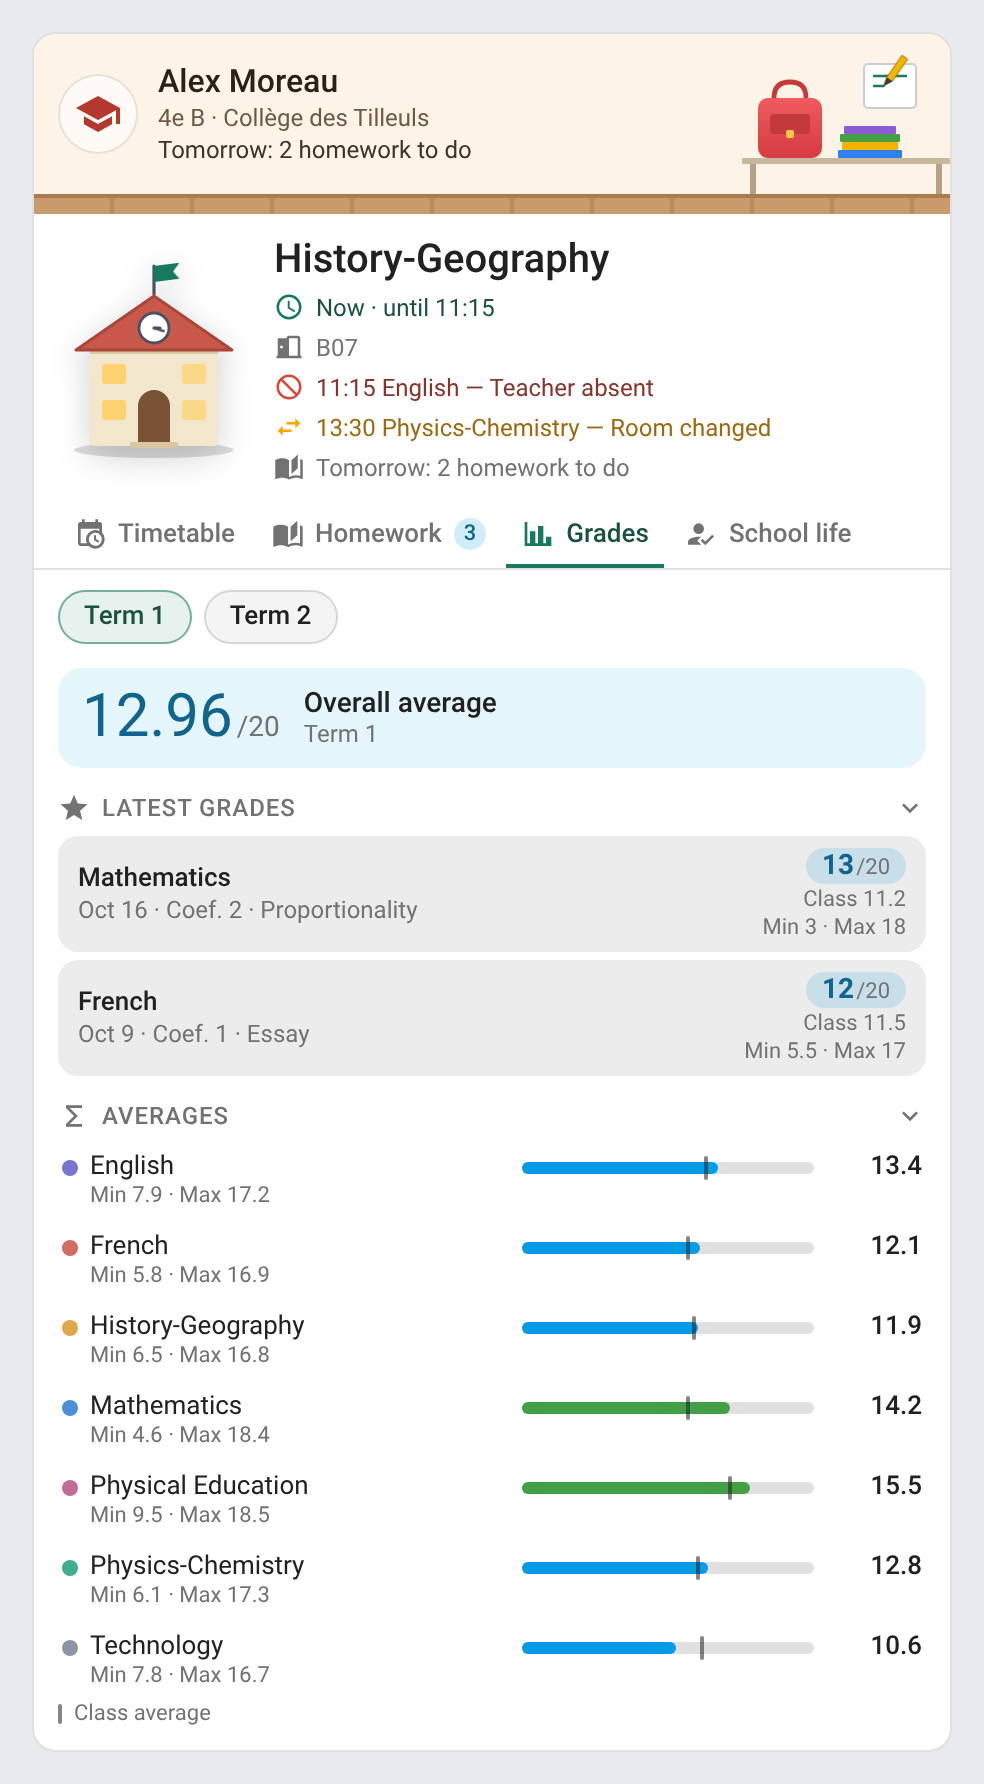 Alex Moreau
4e B · Collège des Tilleuls
Tomorrow: 2 homework to do
History-Geography
Now · until 11:15
B07
11:15 English — Teacher absent
13:30 Physics-Chemistry — Room changed
Tomorrow: 2 homework to do
Timetable Homework 3 Grades School life
Term 1 Term 2
12.96/20 Overall average
Term 1
LATEST GRADES
Mathematics 13/20
Oct 16 · Coef. 2 · Proportionality Class 11.2
Min 3 · Max 18
French 12/20
Oct 9 · Coef. 1 · Essay Class 11.5
Min 5.5 · Max 17
Σ AVERAGES
English 13.4
Min 7.9 · Max 17.2
French 12.1
Min 5.8 · Max 16.9
History-Geography 11.9
Min 6.5 · Max 16.8
Mathematics 14.2
Min 4.6 · Max 18.4
Physical Education 15.5
Min 9.5 · Max 18.5
Physics-Chemistry 12.8
Min 6.1 · Max 17.3
Technology 10.6
Min 7.8 · Max 16.7
Class average